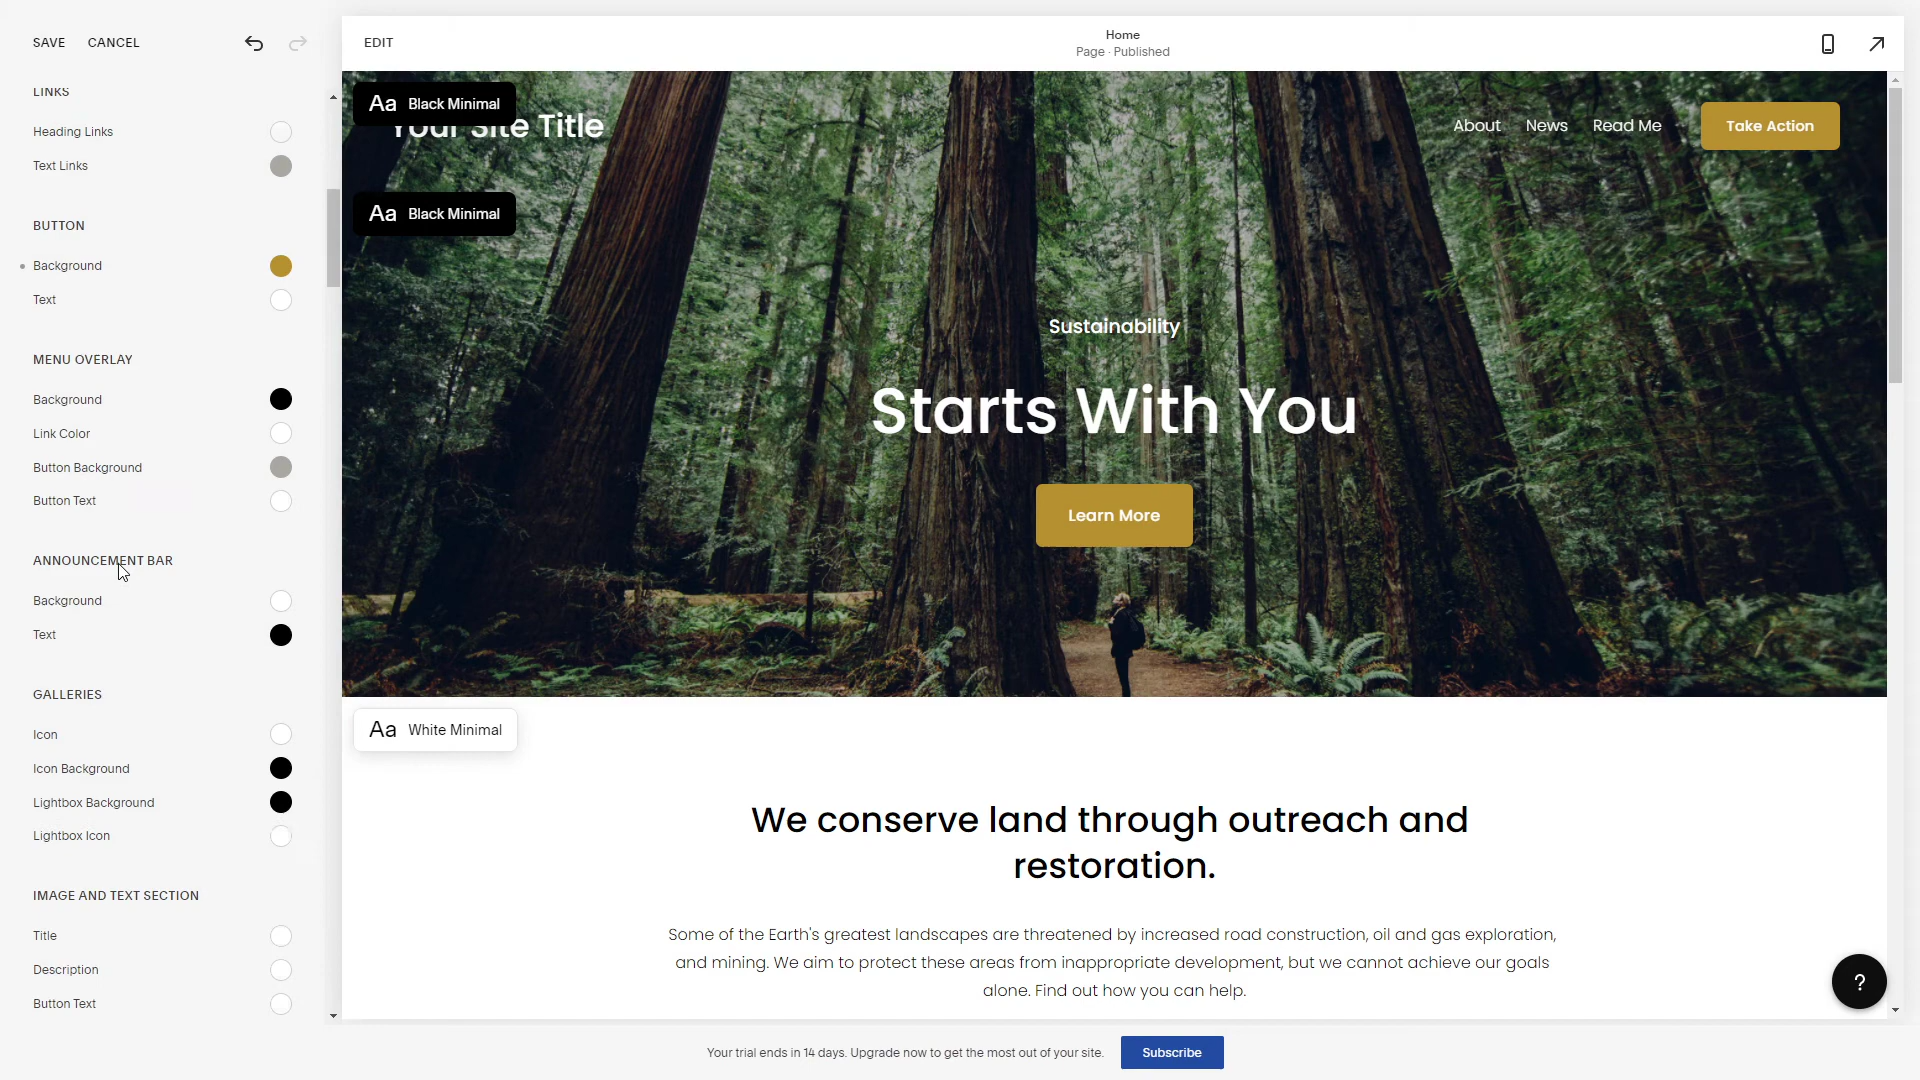 SAVE
CANCEL
EDIT
Home
Page · Published
LINKS
Heading Links
Text Links
BUTTON
Background
Text
MENU OVERLAY
Background
Link Color
Button Background
Button Text
ANNOUNCEMENT BAR
Background
Text
GALLERIES
Icon
Icon Background
Lightbox Background
Lightbox Icon
IMAGE AND TEXT SECTION
Title
Description
Button Text
Aa Black Minimal
Your Site Title
About
News
Read Me
Take Action
Aa Black Minimal
Sustainability
Starts With You
Learn More
Aa White Minimal
We conserve land through outreach and
restoration.
Some of the Earth's greatest landscapes are threatened by increased road construction, oil and gas exploration,
and mining. We aim to protect these areas from inappropriate development, but we cannot achieve our goals
alone. Find out how you can help.
?
Your trial ends in 14 days. Upgrade now to get the most out of your site.
Subscribe